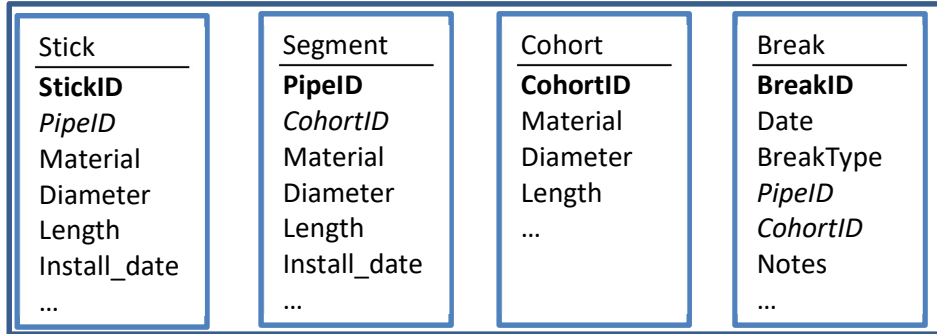 Stick
StickID
PipeID
Material
Diameter
Length
Install_date
…
Segment
PipeID
CohortID
Material
Diameter
Length
Install_date
…
Cohort
CohortID
Material
Diameter
Length
…
Break
BreakID
Date
BreakType
PipeID
CohortID
Notes
…